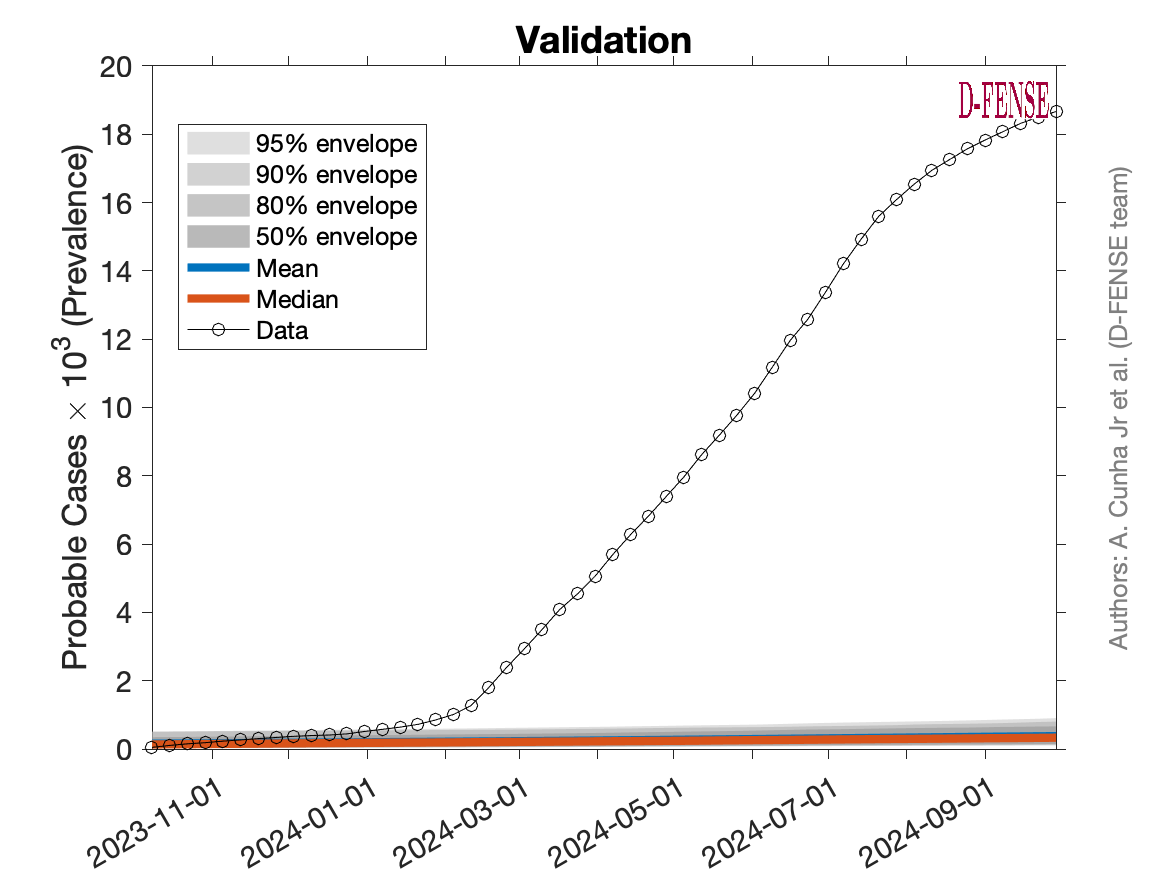 Validation
D-FENSE
95% envelope
90% envelope
80% envelope
50% envelope
Mean
Median
Data
Probable Cases × 10³ (Prevalence)
20
18
16
14
12
10
8
6
4
2
0
2023-11-01
2024-01-01
2024-03-01
2024-05-01
2024-07-01
2024-09-01
Authors: A. Cunha Jr et al. (D-FENSE team)